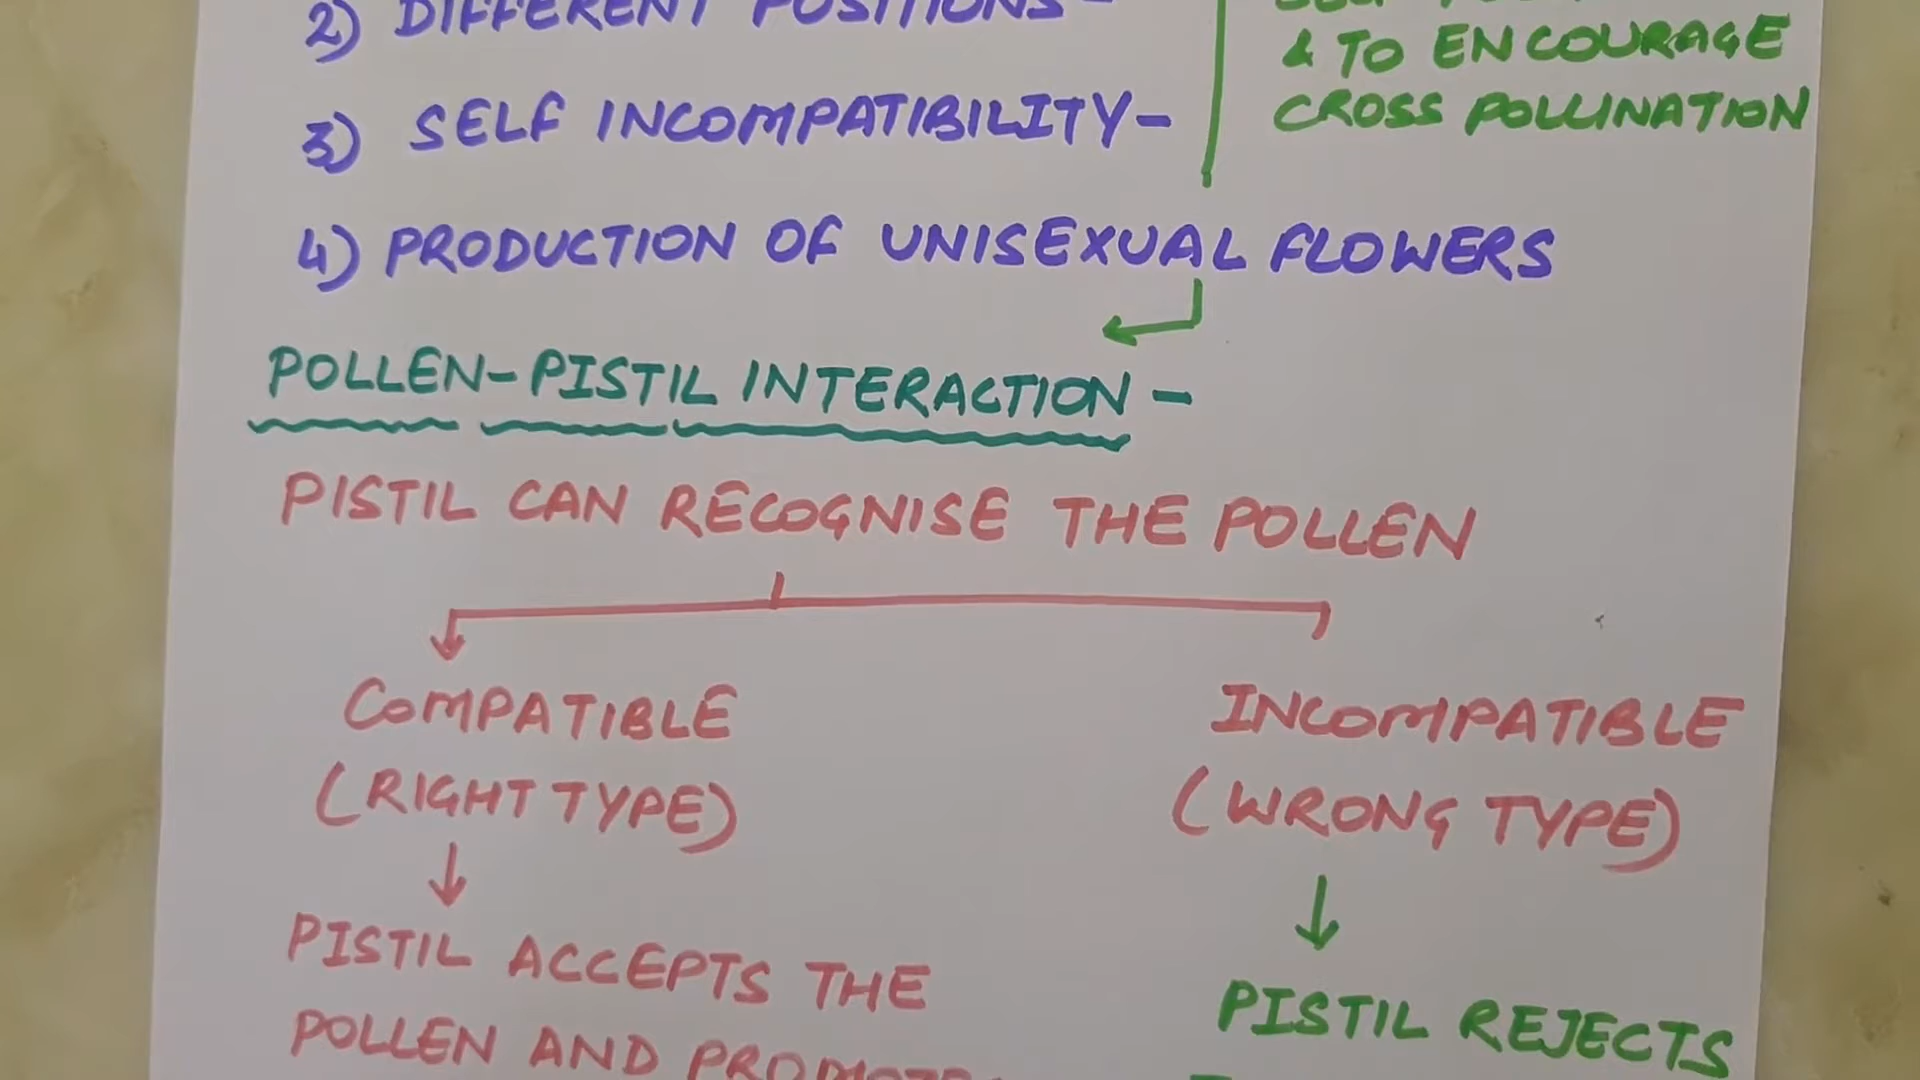 2) DIFFERENT POSITIONS-
& TO ENCOURAGE
CROSS POLLINATION
3) SELF INCOMPATIBILITY-
4) PRODUCTION OF UNISEXUAL FLOWERS
POLLEN-PISTIL INTERACTION-
PISTIL CAN RECOGNISE THE POLLEN
COMPATIBLE
(RIGHT TYPE)
PISTIL ACCEPTS THE
POLLEN AND
INCOMPATIBLE
(WRONG TYPE)
PISTIL REJECTS